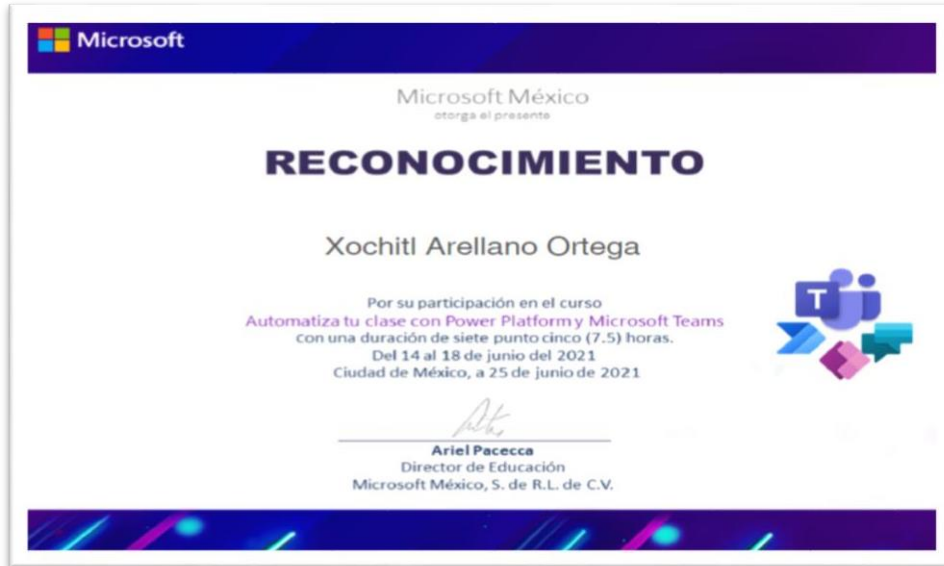 Microsoft
Microsoft México
otorga el presente
RECONOCIMIENTO
Xochitl Arellano Ortega
Por su participación en el curso
Automatiza tu clase con Power Platform y Microsoft Teams
con una duración de siete punto cinco (7.5) horas.
Del 14 al 18 de junio del 2021
Ciudad de México, a 25 de junio de 2021
T
Ariel Pacecca
Director de Educación
Microsoft México, S. de R.L. de C.V.